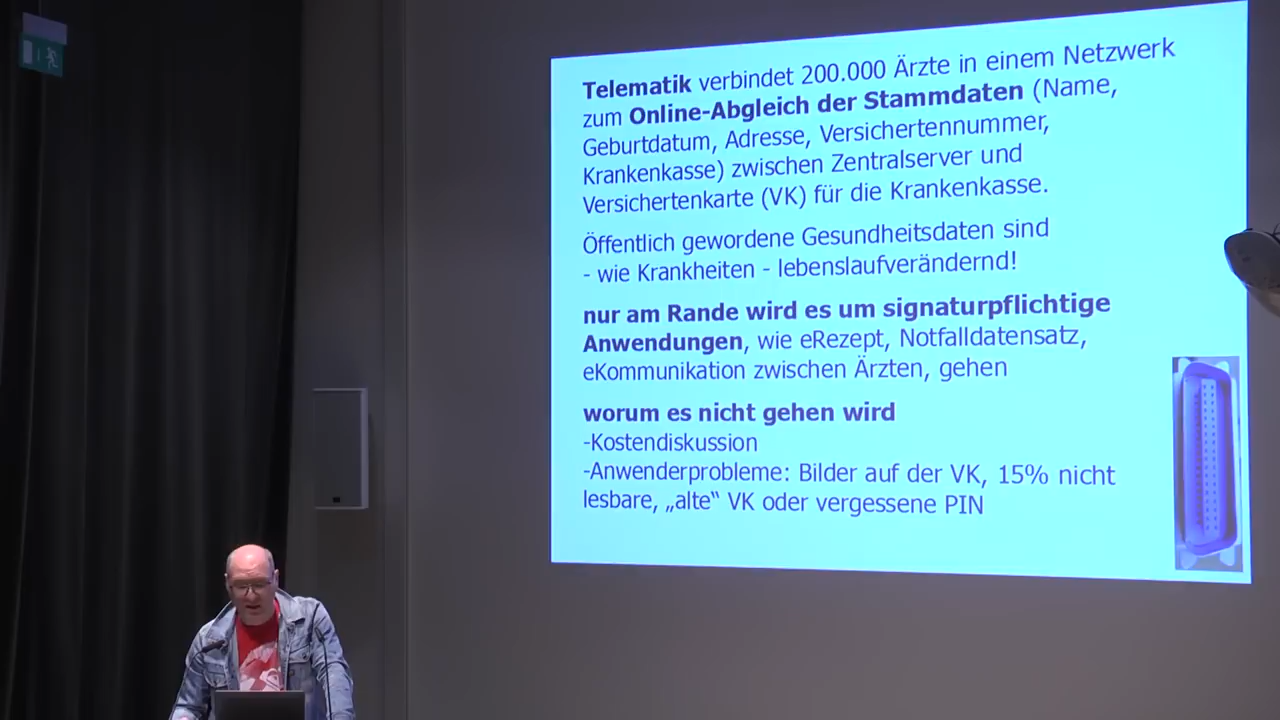 Telematik verbindet 200.000 Ärzte in einem Netzwerk
zum Online-Abgleich der Stammdaten (Name,
Geburtdatum, Adresse, Versichertennummer,
Krankenkasse) zwischen Zentralserver und
Versichertenkarte (VK) für die Krankenkasse.
Öffentlich gewordene Gesundheitsdaten sind
- wie Krankheiten - lebenslaufverändernd!
nur am Rande wird es um signaturpflichtige
Anwendungen, wie eRezept, Notfalldatensatz,
eKommunikation zwischen Ärzten, gehen
worum es nicht gehen wird
-Kostendiskussion
-Anwenderprobleme: Bilder auf der VK, 15% nicht
lesbare, „alte“ VK oder vergessene PIN